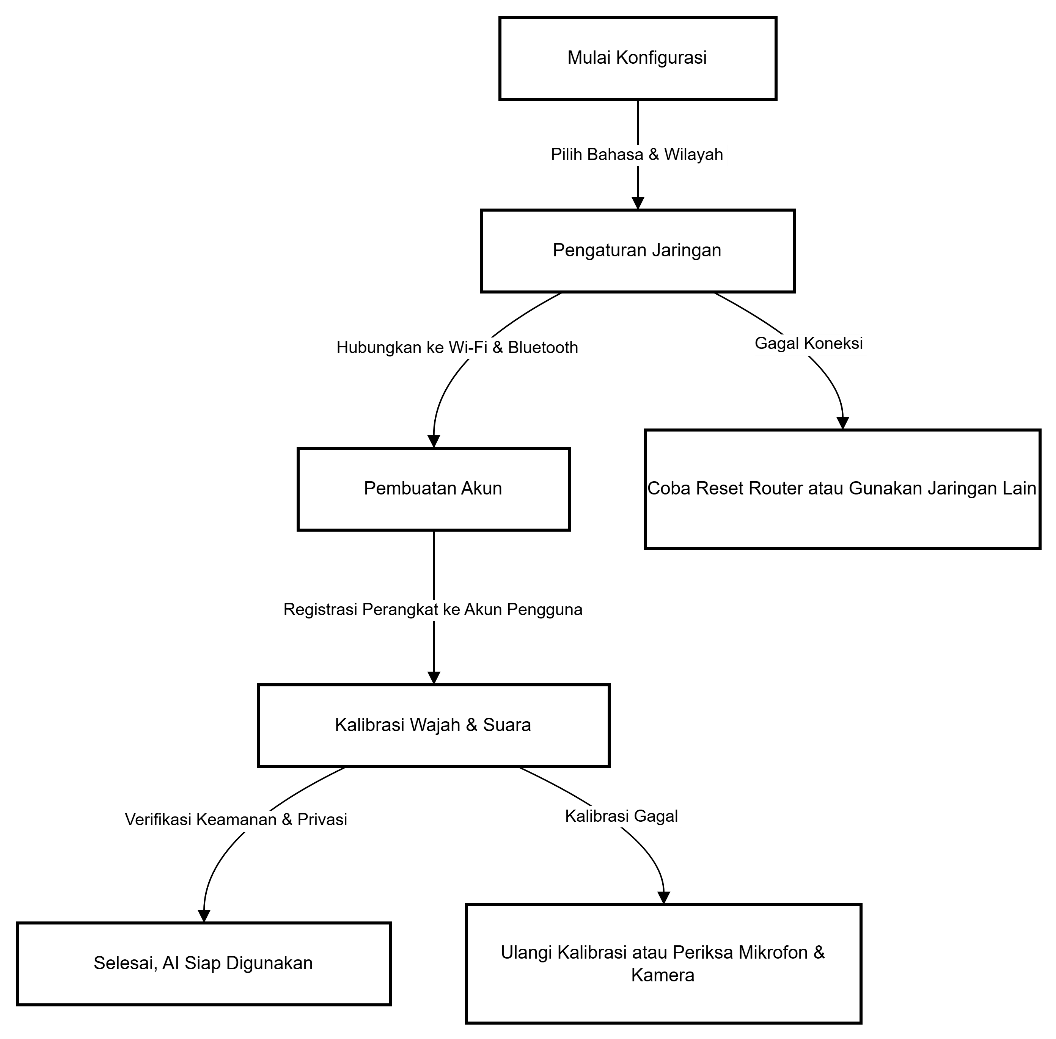 Mulai Konfigurasi
Pilih Bahasa & Wilayah
Pengaturan Jaringan
Hubungkan ke Wi-Fi & Bluetooth
Gagal Koneksi
Pembuatan Akun
Coba Reset Router atau Gunakan Jaringan Lain
Registrasi Perangkat ke Akun Pengguna
Kalibrasi Wajah & Suara
Verifikasi Keamanan & Privasi
Kalibrasi Gagal
Selesai, AI Siap Digunakan
Ulangi Kalibrasi atau Periksa Mikrofon &
Kamera